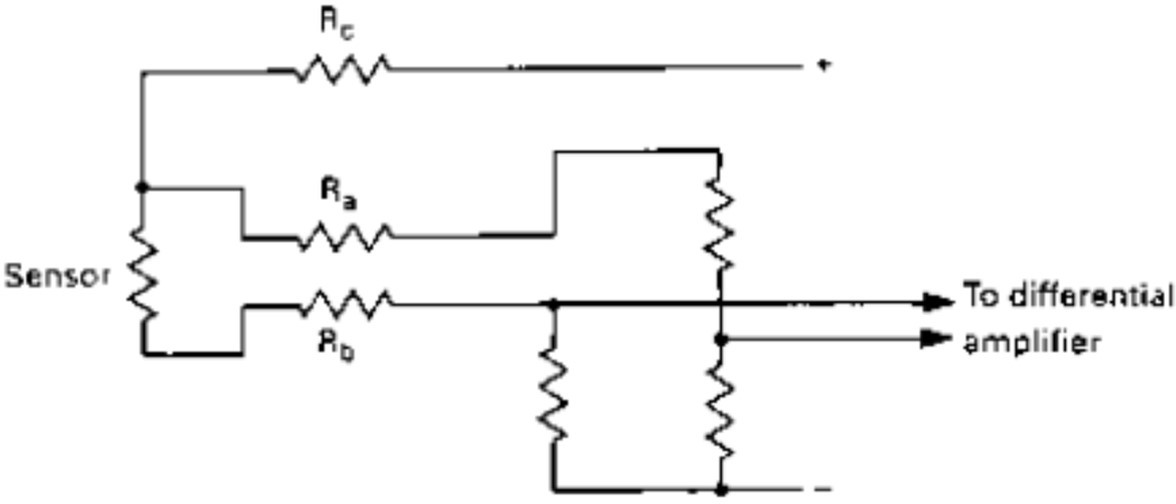 Rc
+
Ra
Sensor
Rb
To differential
amplifier
−